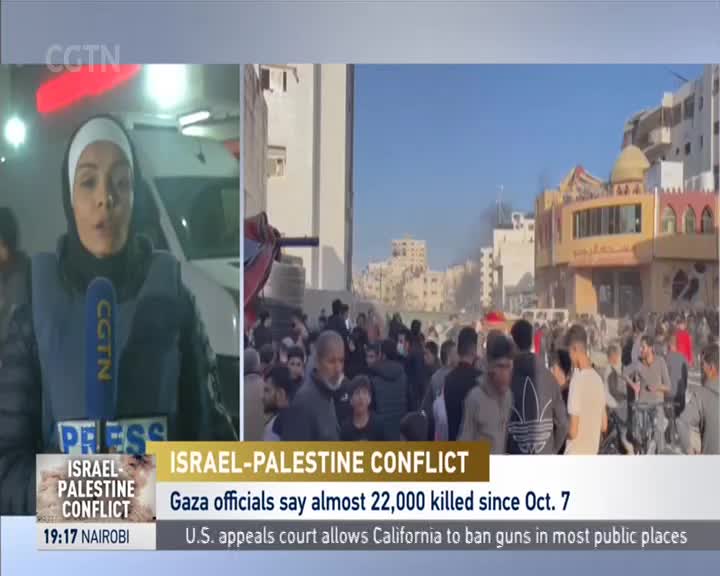 CGTN
CGTN
PRESS
ISRAEL-PALESTINE CONFLICT
Gaza officials say almost 22,000 killed since Oct. 7
ISRAEL-
PALESTINE
CONFLICT
19:17 NAIROBI
U.S. appeals court allows California to ban guns in most public places